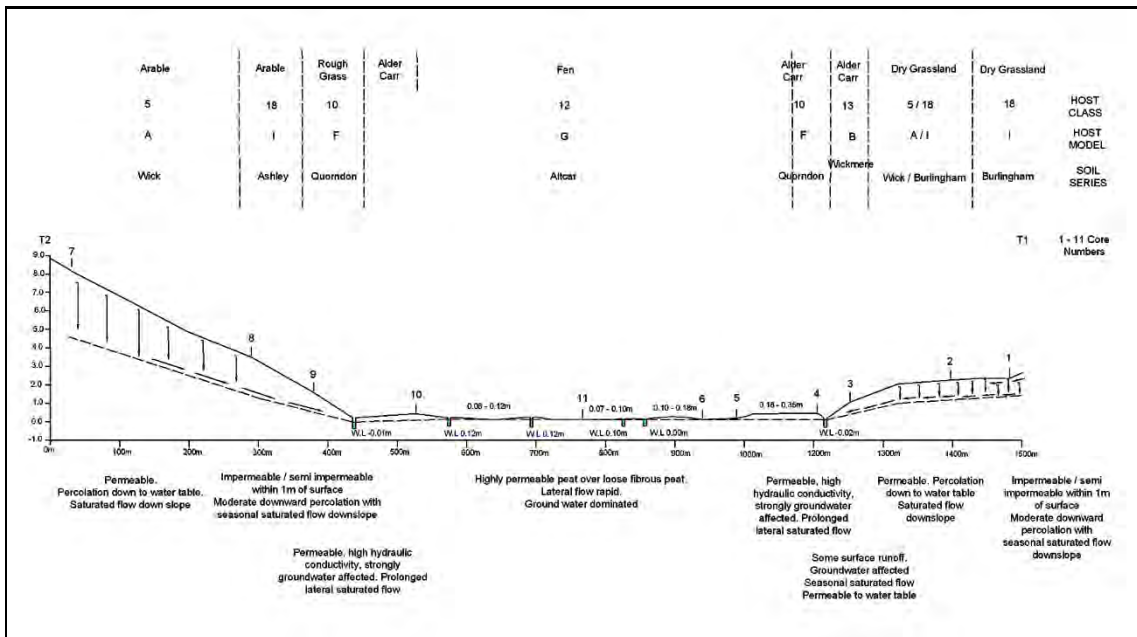 Arable
Arable
Rough
Grass
Alder
Carr
Fen
Alder
Carr
Alder
Carr
Dry Grassland
Dry Grassland
5
18
10
12
10
13
5 / 18
18
HOST
CLASS
A
I
F
G
F
B
A / I
I
HOST
MODEL
Wick
Ashley
Quorndon
Altcar
Quorndon
Wickmere
Wick / Burlingham
Burlingham
SOIL
SERIES
T2
T1
1 - 11 Core
Numbers
9.0
8.0
7.0
6.0
5.0
4.0
3.0
2.0
1.0
0.0
-1.0
7
8
9
10
11
6
5
4
3
2
1
0.08 - 0.12m
0.07 - 0.10m
0.10 - 0.18m
0.18 - 0.35m
W.L -0.01m
W.L 0.12m
W.L 0.12m
W.L 0.10m
W.L 0.00m
W.L -0.02m
0m
100m
200m
300m
400m
500m
600m
700m
800m
900m
1000m
1100m
1200m
1300m
1400m
1500m
Permeable.
Percolation down to water table.
Saturated flow down slope
Impermeable / semi impermeable
within 1m of surface
Moderate downward percolation with
seasonal saturated flow downslope
Permeable, high hydraulic
conductivity, strongly
groundwater affected. Prolonged
lateral saturated flow
Highly permeable peat over loose fibrous peat.
Lateral flow rapid.
Ground water dominated
Permeable, high
hydraulic conductivity,
strongly groundwater
affected. Prolonged
lateral saturated flow
Some surface runoff.
Groundwater affected
Seasonal saturated flow
Permeable to water table
Permeable. Percolation
down to water table
Saturated flow
downslope
Impermeable / semi
impermeable within 1m
of surface
Moderate downward
percolation with
seasonal saturated flow
downslope